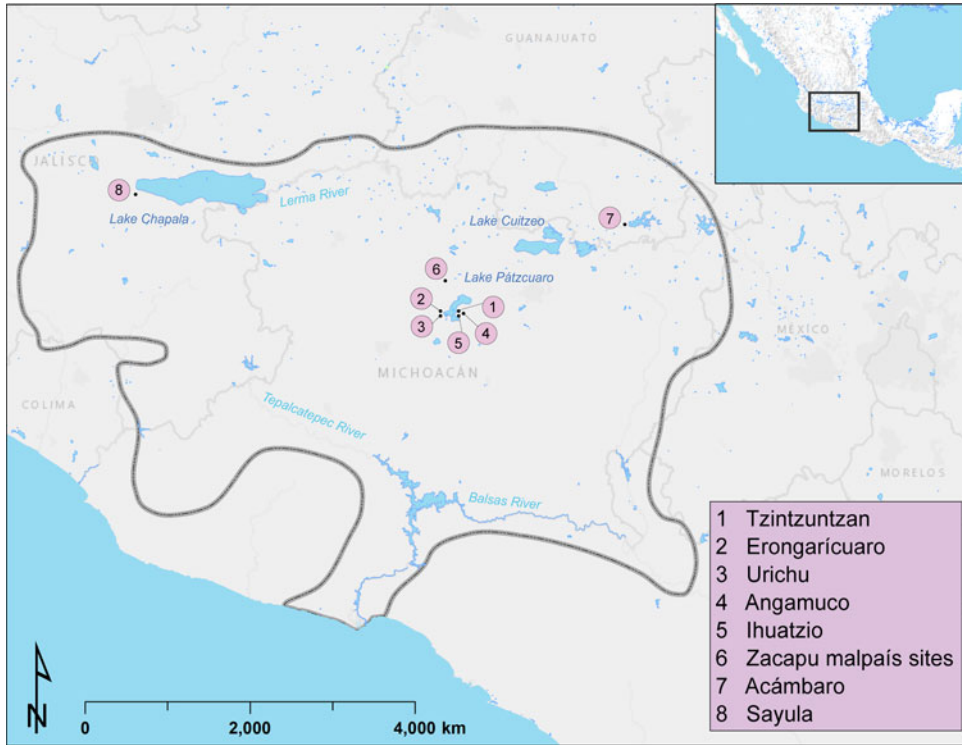 GUANAJUATO
JALISCO
8
Lerma River
Lake Chapala
Lake Cuitzeo
7
6
Lake Pátzcuaro
2
1
3
4
5
MICHOACÁN
MÉXICO
COLIMA
Tepalcatepec River
Balsas River
MORELOS
1 Tzintzuntzan
2 Erongarícuaro
3 Urichu
4 Angamuco
5 Ihuatzio
6 Zacapu malpaís sites
7 Acámbaro
8 Sayula
N
0 2,000 4,000 km